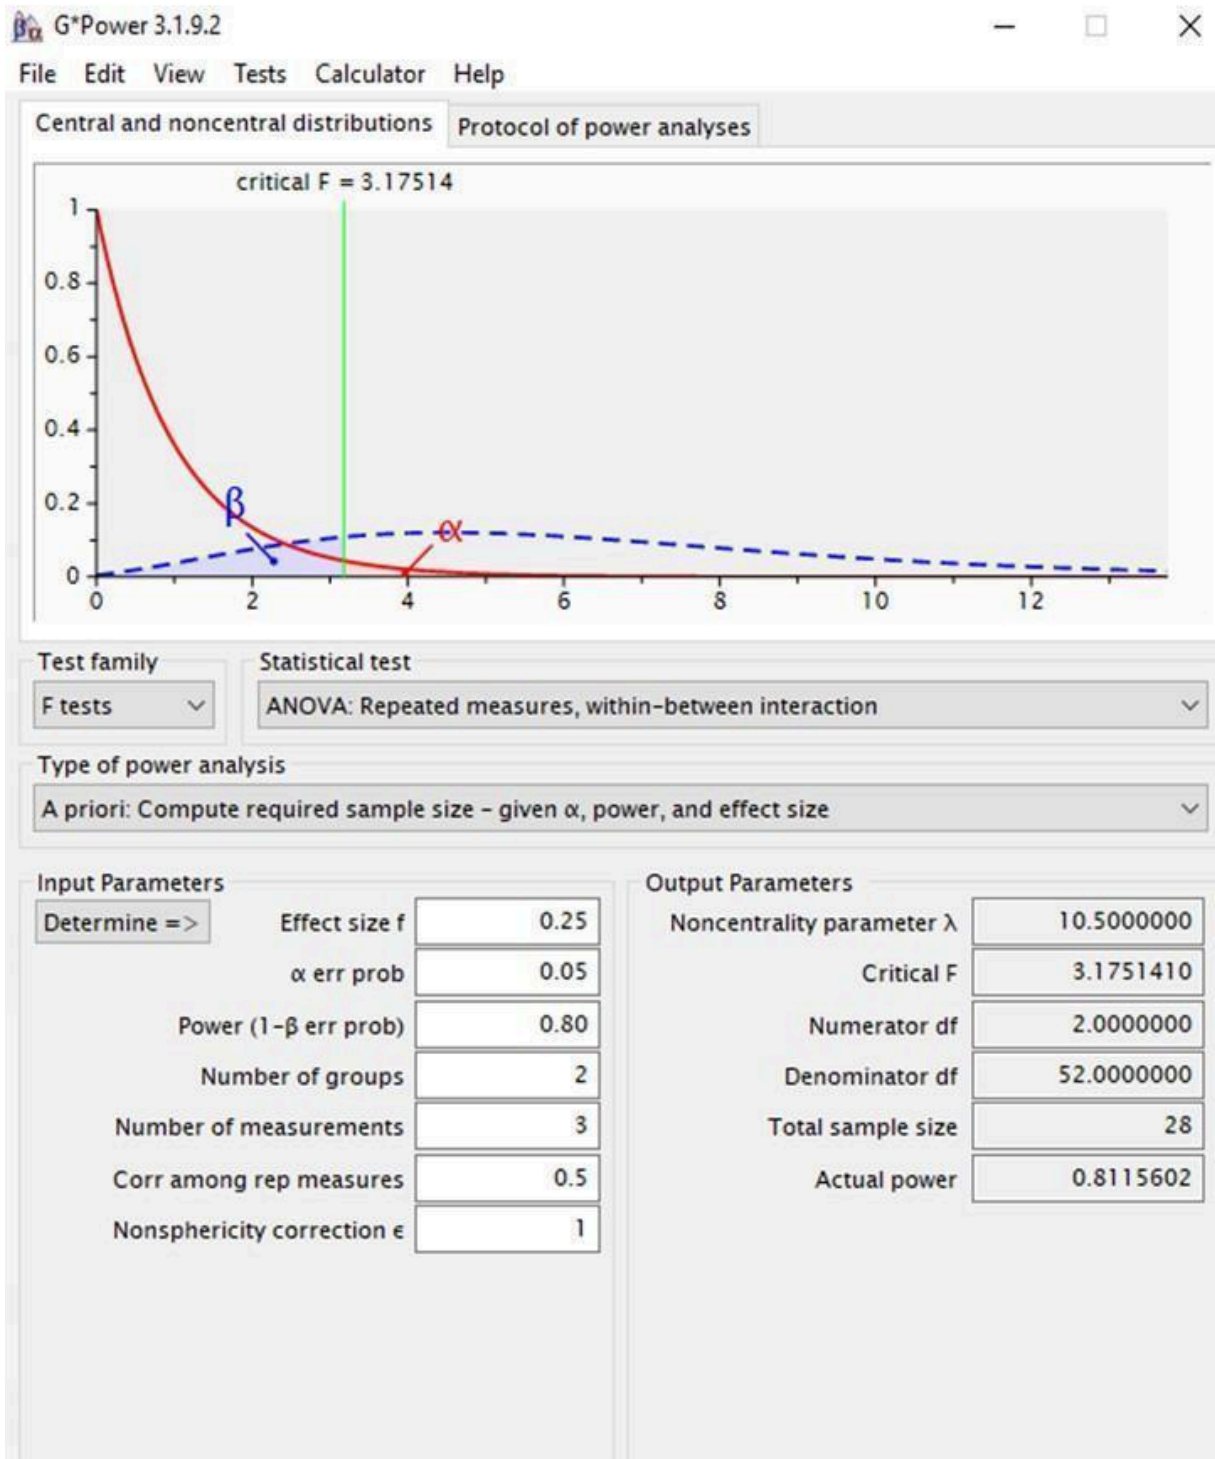 G*Power 3.1.9.2
File Edit View Tests Calculator Help
Central and noncentral distributions Protocol of power analyses
critical F = 3.17514
1
0.8
0.6
0.4
0.2
0
β
α
0 2 4 6 8 10 12
Test family Statistical test
F tests ANOVA: Repeated measures, within-between interaction
Type of power analysis
A priori: Compute required sample size - given α, power, and effect size
Input Parameters Output Parameters
Determine => Effect size f 0.25 Noncentrality parameter λ 10.5000000
α err prob 0.05 Critical F 3.1751410
Power (1-β err prob) 0.80 Numerator df 2.0000000
Number of groups 2 Denominator df 52.0000000
Number of measurements 3 Total sample size 28
Corr among rep measures 0.5 Actual power 0.8115602
Nonsphericity correction ϵ 1